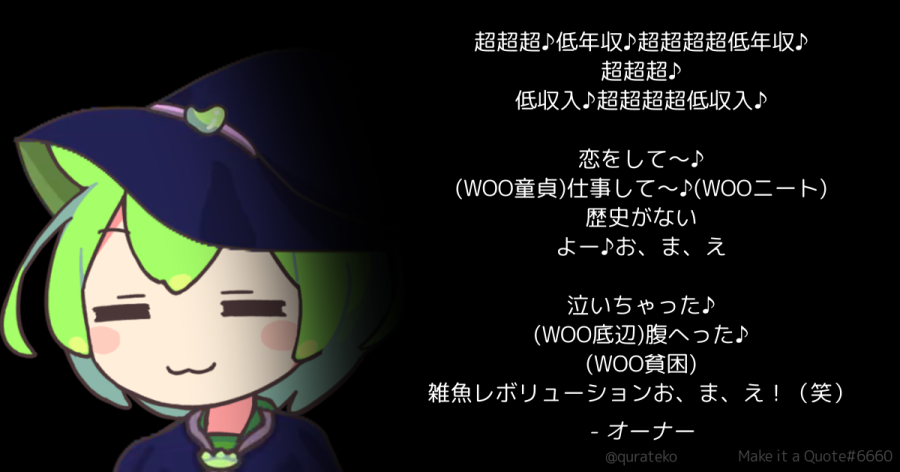 超超超♪低年収♪超超超超低年収♪
超超超♪
低収入♪超超超超低収入♪
恋をして〜♪
(WOO童貞)仕事して〜♪(WOOニート)
歴史がない
よー♪お、ま、え
泣いちゃった♪
(WOO底辺)腹へった♪
(WOO貧困)
雑魚レボリューションお、ま、え！（笑）
- オーナー
@qurateko
Make it a Quote#6660